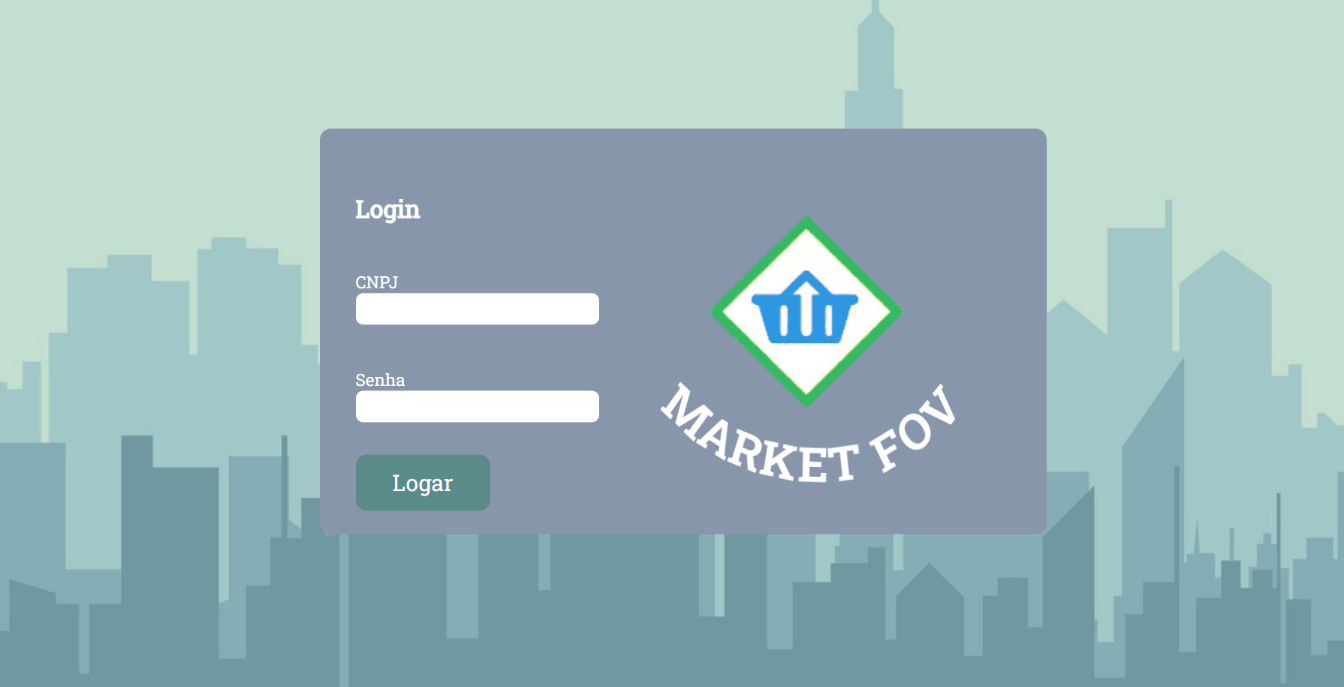 Login
CNPJ
Senha
Logar
MARKET FOV